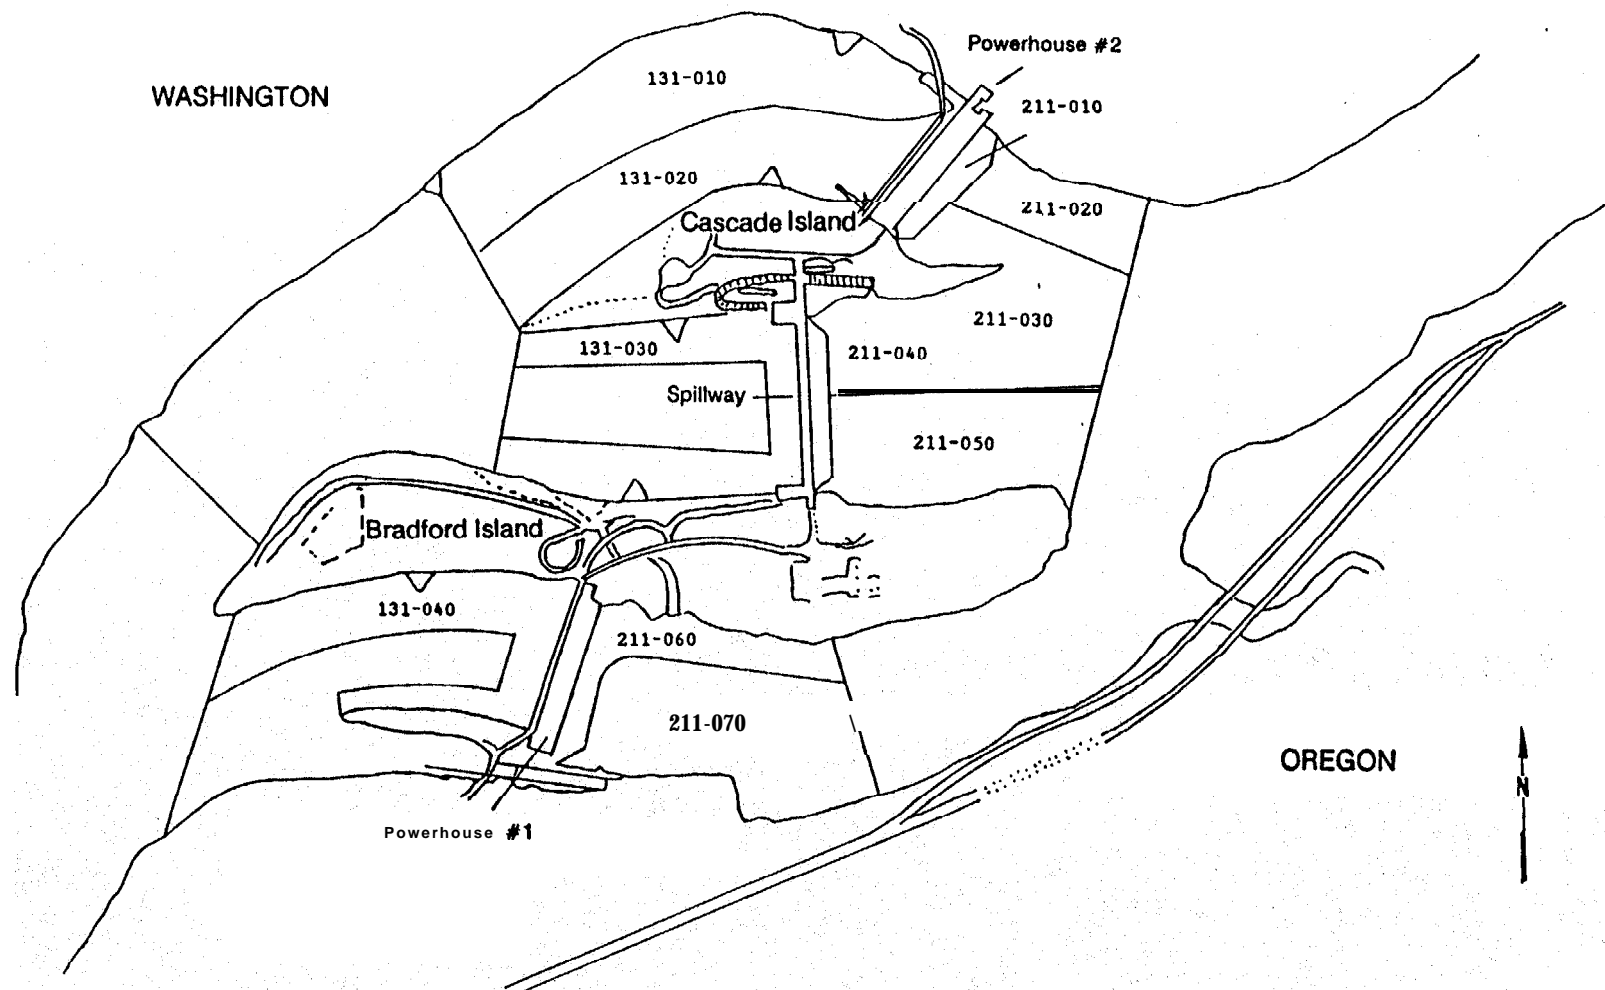 Powerhouse #2
131-010
WASHINGTON
211-010
131-020
211-020
Cascade Island
211-030
131-030
211-040
Spillway
211-050
Bradford Island
131-040
211-060
211-070
OREGON
N
Powerhouse #1